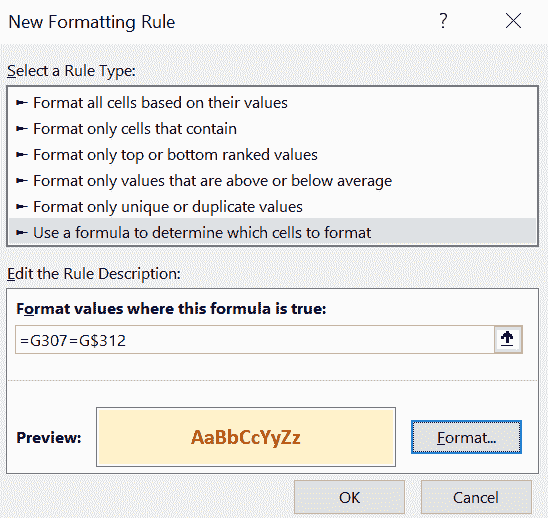 New Formatting Rule
?
Select a Rule Type:
► Format all cells based on their values
► Format only cells that contain
► Format only top or bottom ranked values
► Format only values that are above or below average
► Format only unique or duplicate values
► Use a formula to determine which cells to format
Edit the Rule Description:
Format values where this formula is true:
=G307=G$312
Preview:
AaBbCcYyZz
Format...
OK
Cancel